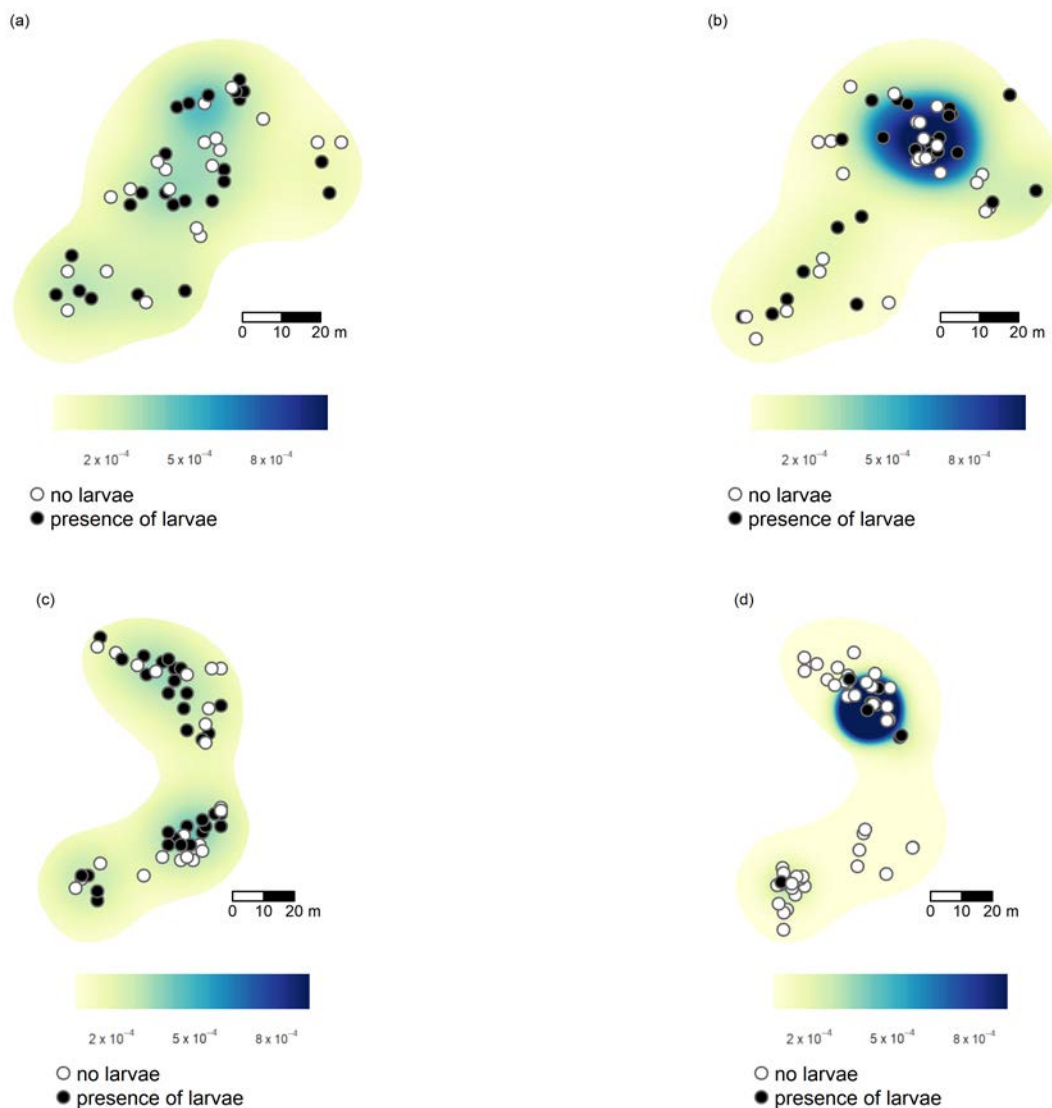 (a)
(b)
0 10 20 m
0 10 20 m
2 x 10⁻⁴ 5 x 10⁻⁴ 8 x 10⁻⁴
2 x 10⁻⁴ 5 x 10⁻⁴ 8 x 10⁻⁴
no larvae
presence of larvae
no larvae
presence of larvae
(c)
(d)
0 10 20 m
0 10 20 m
2 x 10⁻⁴ 5 x 10⁻⁴ 8 x 10⁻⁴
2 x 10⁻⁴ 5 x 10⁻⁴ 8 x 10⁻⁴
no larvae
presence of larvae
no larvae
presence of larvae